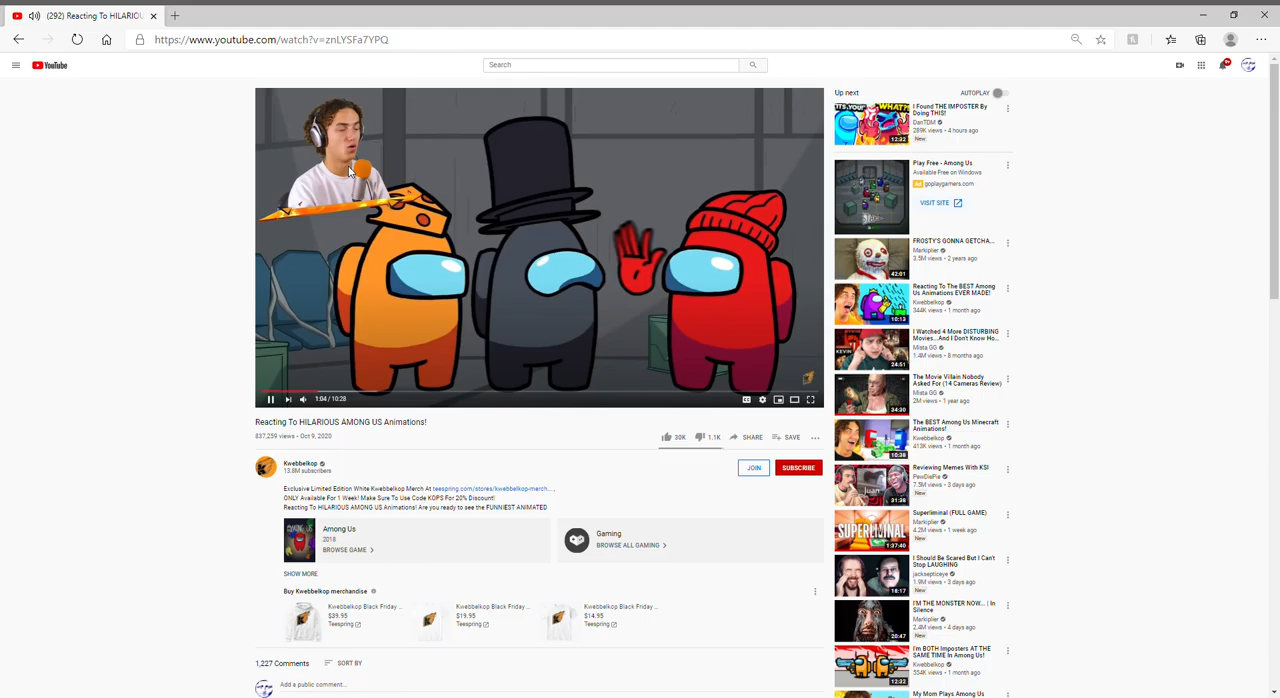 (292) Reacting To HILARIOU
https://www.youtube.com/watch?v=znLYSFa7YPQ
YouTube
Search
9+
1:04 / 10:28
Reacting To HILARIOUS AMONG US Animations!
837,259 views • Oct 9, 2020
30K
1.1K
SHARE
SAVE
Kwebbelkop
13.8M subscribers
JOIN
SUBSCRIBE
Exclusive Limited Edition White Kwebbelkop Merch At teespring.com/stores/kwebbelkop-merch... ,
ONLY Available For 1 Week! Make Sure To Use Code KOPS For 20% Discount!
Reacting To HILARIOUS AMONG US Animations! Are you ready to see the FUNNIEST ANIMATED
Among Us
2018
BROWSE GAME
Gaming
BROWSE ALL GAMING
SHOW MORE
Buy Kwebbelkop merchandise
Kwebbelkop Black Friday ...
$39.95
Teespring
Kwebbelkop Black Friday ...
$19.95
Teespring
Kwebbelkop Black Friday ...
$14.95
Teespring
1,227 Comments
SORT BY
Add a public comment...
Up next
AUTOPLAY
12:32
I Found THE IMPOSTER By
Doing THIS!
DanTDM
289K views • 4 hours ago
New
Play Free - Among Us
Available Free on Windows
Ad goplaygamers.com
VISIT SITE
42:01
FROSTY'S GONNA GETCHA...
Markiplier
3.5M views • 2 years ago
10:13
Reacting To The BEST Among
Us Animations EVER MADE!
Kwebbelkop
344K views • 1 month ago
KEVIN
24:51
I Watched 4 More DISTURBING
Movies...And I Don't Know Ho...
Mista GG
1.4M views • 8 months ago
34:30
The Movie Villain Nobody
Asked For (14 Cameras Review)
Mista GG
2M views • 1 year ago
10:38
The BEST Among Us Minecraft
Animations!
Kwebbelkop
413K views • 1 month ago
juan
31:38
Reviewing Memes With KSI
PewDiePie
7.5M views • 3 days ago
New
SUPERLIMINAL
1:37:40
Superliminal (FULL GAME)
Markiplier
4.2M views • 1 week ago
New
18:17
I Should Be Scared But I Can't
Stop LAUGHING
jacksepticeye
1.9M views • 3 days ago
New
20:47
I'M THE MONSTER NOW... | In
Silence
Markiplier
2.4M views • 4 days ago
New
12:32
I'm BOTH Imposters AT THE
SAME TIME In Among Us!
Kwebbelkop
554K views • 1 month ago
My Mom Plays Among Us